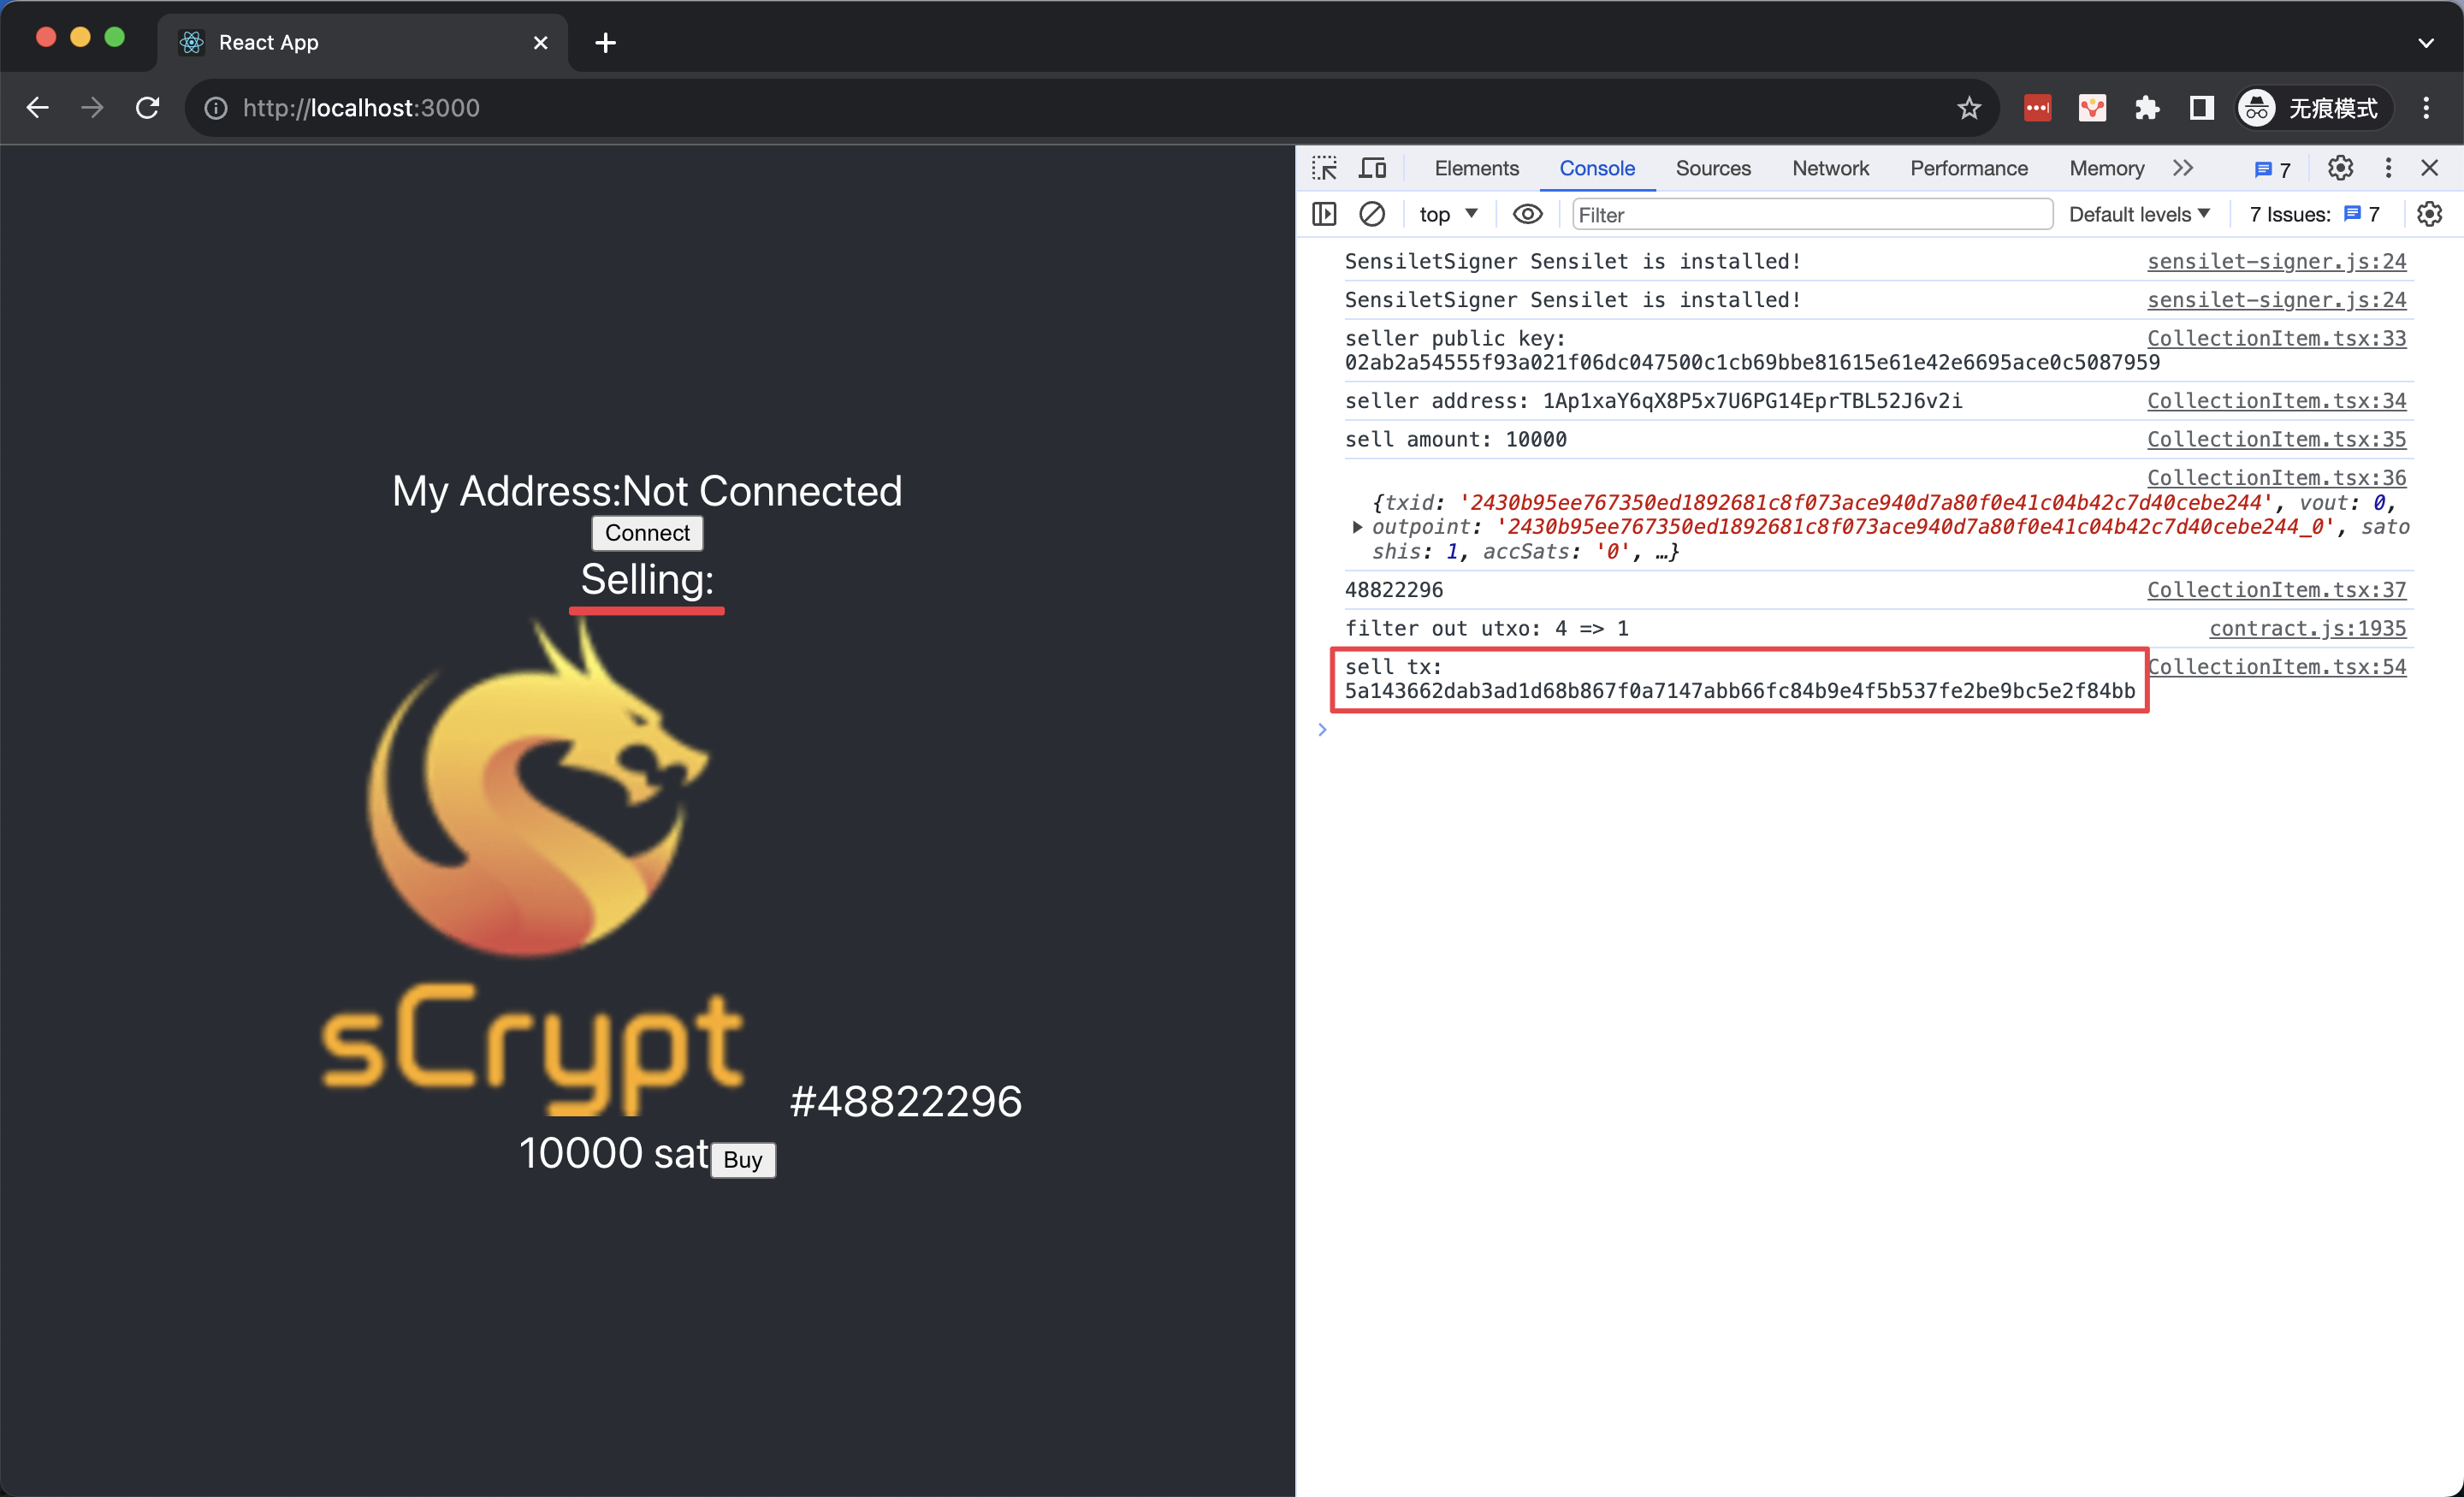 React App
http://localhost:3000
无痕模式
My Address:Not Connected
Connect
Selling:
sCrypt
#48822296
10000 sat
Buy
Elements Console Sources Network Performance Memory 7
top Filter Default levels 7 Issues: 7
SensiletSigner Sensilet is installed! sensilet-signer.js:24
SensiletSigner Sensilet is installed! sensilet-signer.js:24
seller public key: CollectionItem.tsx:33
02ab2a54555f93a021f06dc047500c1cb69bbe81615e61e42e6695ace0c5087959
seller address: 1Ap1xaY6qX8P5x7U6PG14EprTBL52J6v2i CollectionItem.tsx:34
sell amount: 10000 CollectionItem.tsx:35
CollectionItem.tsx:36
{txid: '2430b95ee767350ed1892681c8f073ace940d7a80f0e41c04b42c7d40cebe244', vout: 0,
outpoint: '2430b95ee767350ed1892681c8f073ace940d7a80f0e41c04b42c7d40cebe244_0', sato
shis: 1, accSats: '0', …}
48822296 CollectionItem.tsx:37
filter out utxo: 4 => 1 contract.js:1935
sell tx: CollectionItem.tsx:54
5a143662dab3ad1d68b867f0a7147abb66fc84b9e4f5b537fe2be9bc5e2f84bb